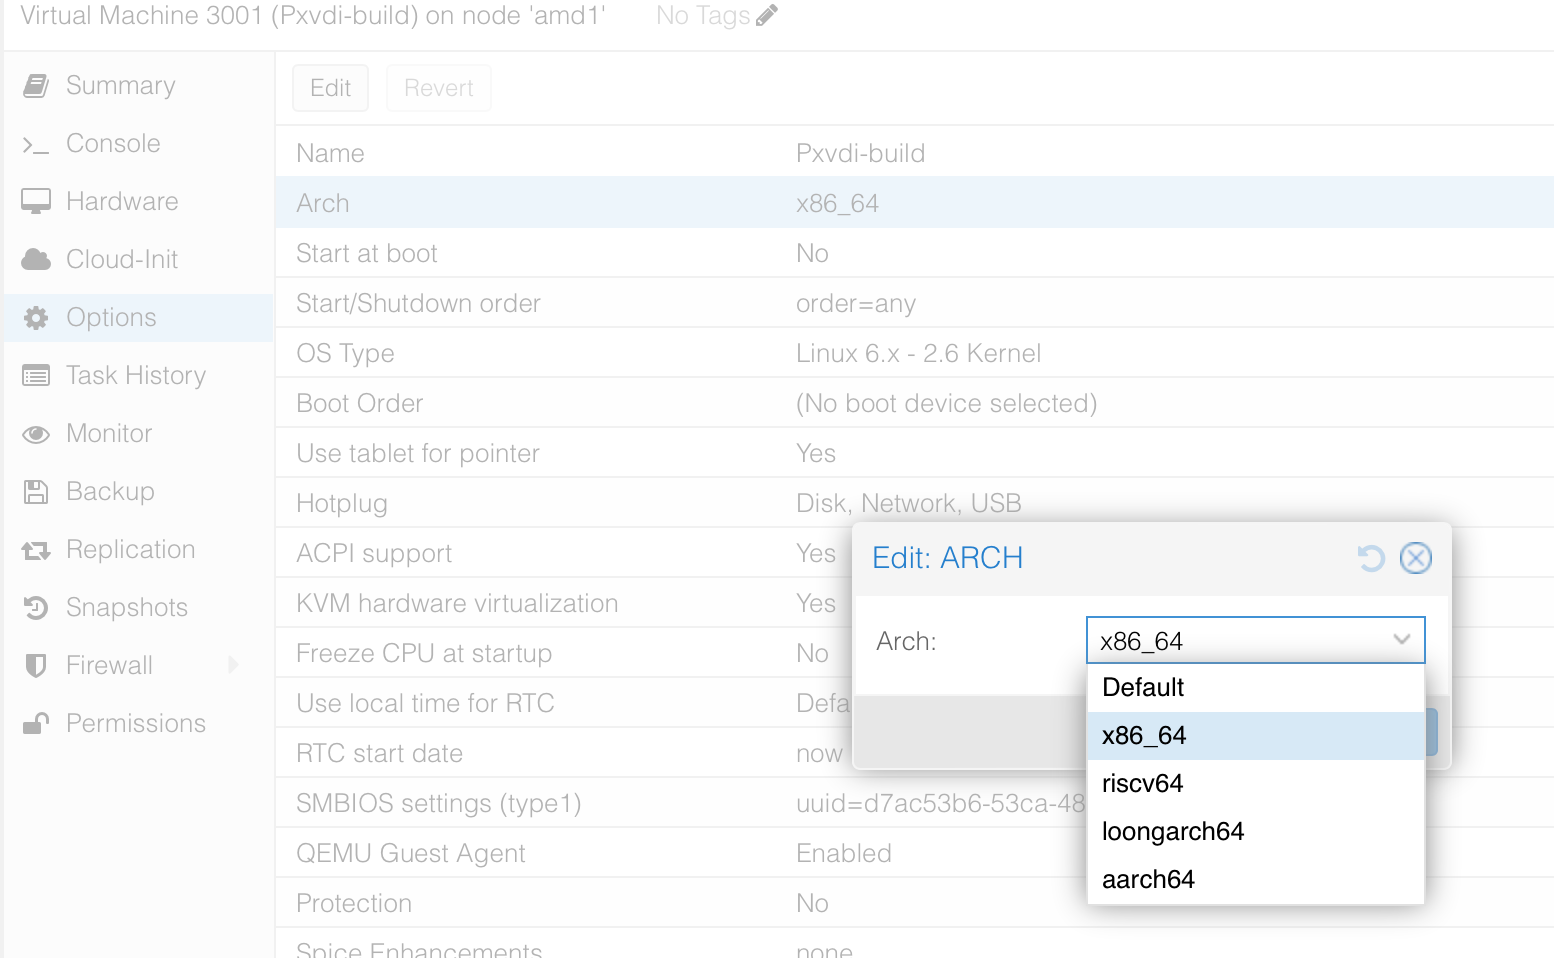 Virtual Machine 3001 (Pxvdi-build) on node 'amd1' No Tags
Summary
Console
Hardware
Cloud-Init
Options
Task History
Monitor
Backup
Replication
Snapshots
Firewall
Permissions
Edit Revert
Name Pxvdi-build
Arch x86_64
Start at boot No
Start/Shutdown order order=any
OS Type Linux 6.x - 2.6 Kernel
Boot Order (No boot device selected)
Use tablet for pointer Yes
Hotplug Disk, Network, USB
ACPI support Yes
KVM hardware virtualization Yes
Freeze CPU at startup No
Use local time for RTC Defa
RTC start date now
SMBIOS settings (type1) uuid=d7ac53b6-53ca-48
QEMU Guest Agent Enabled
Protection No
Spice Enhancements none
Edit: ARCH
Arch: x86_64
Default
x86_64
riscv64
loongarch64
aarch64